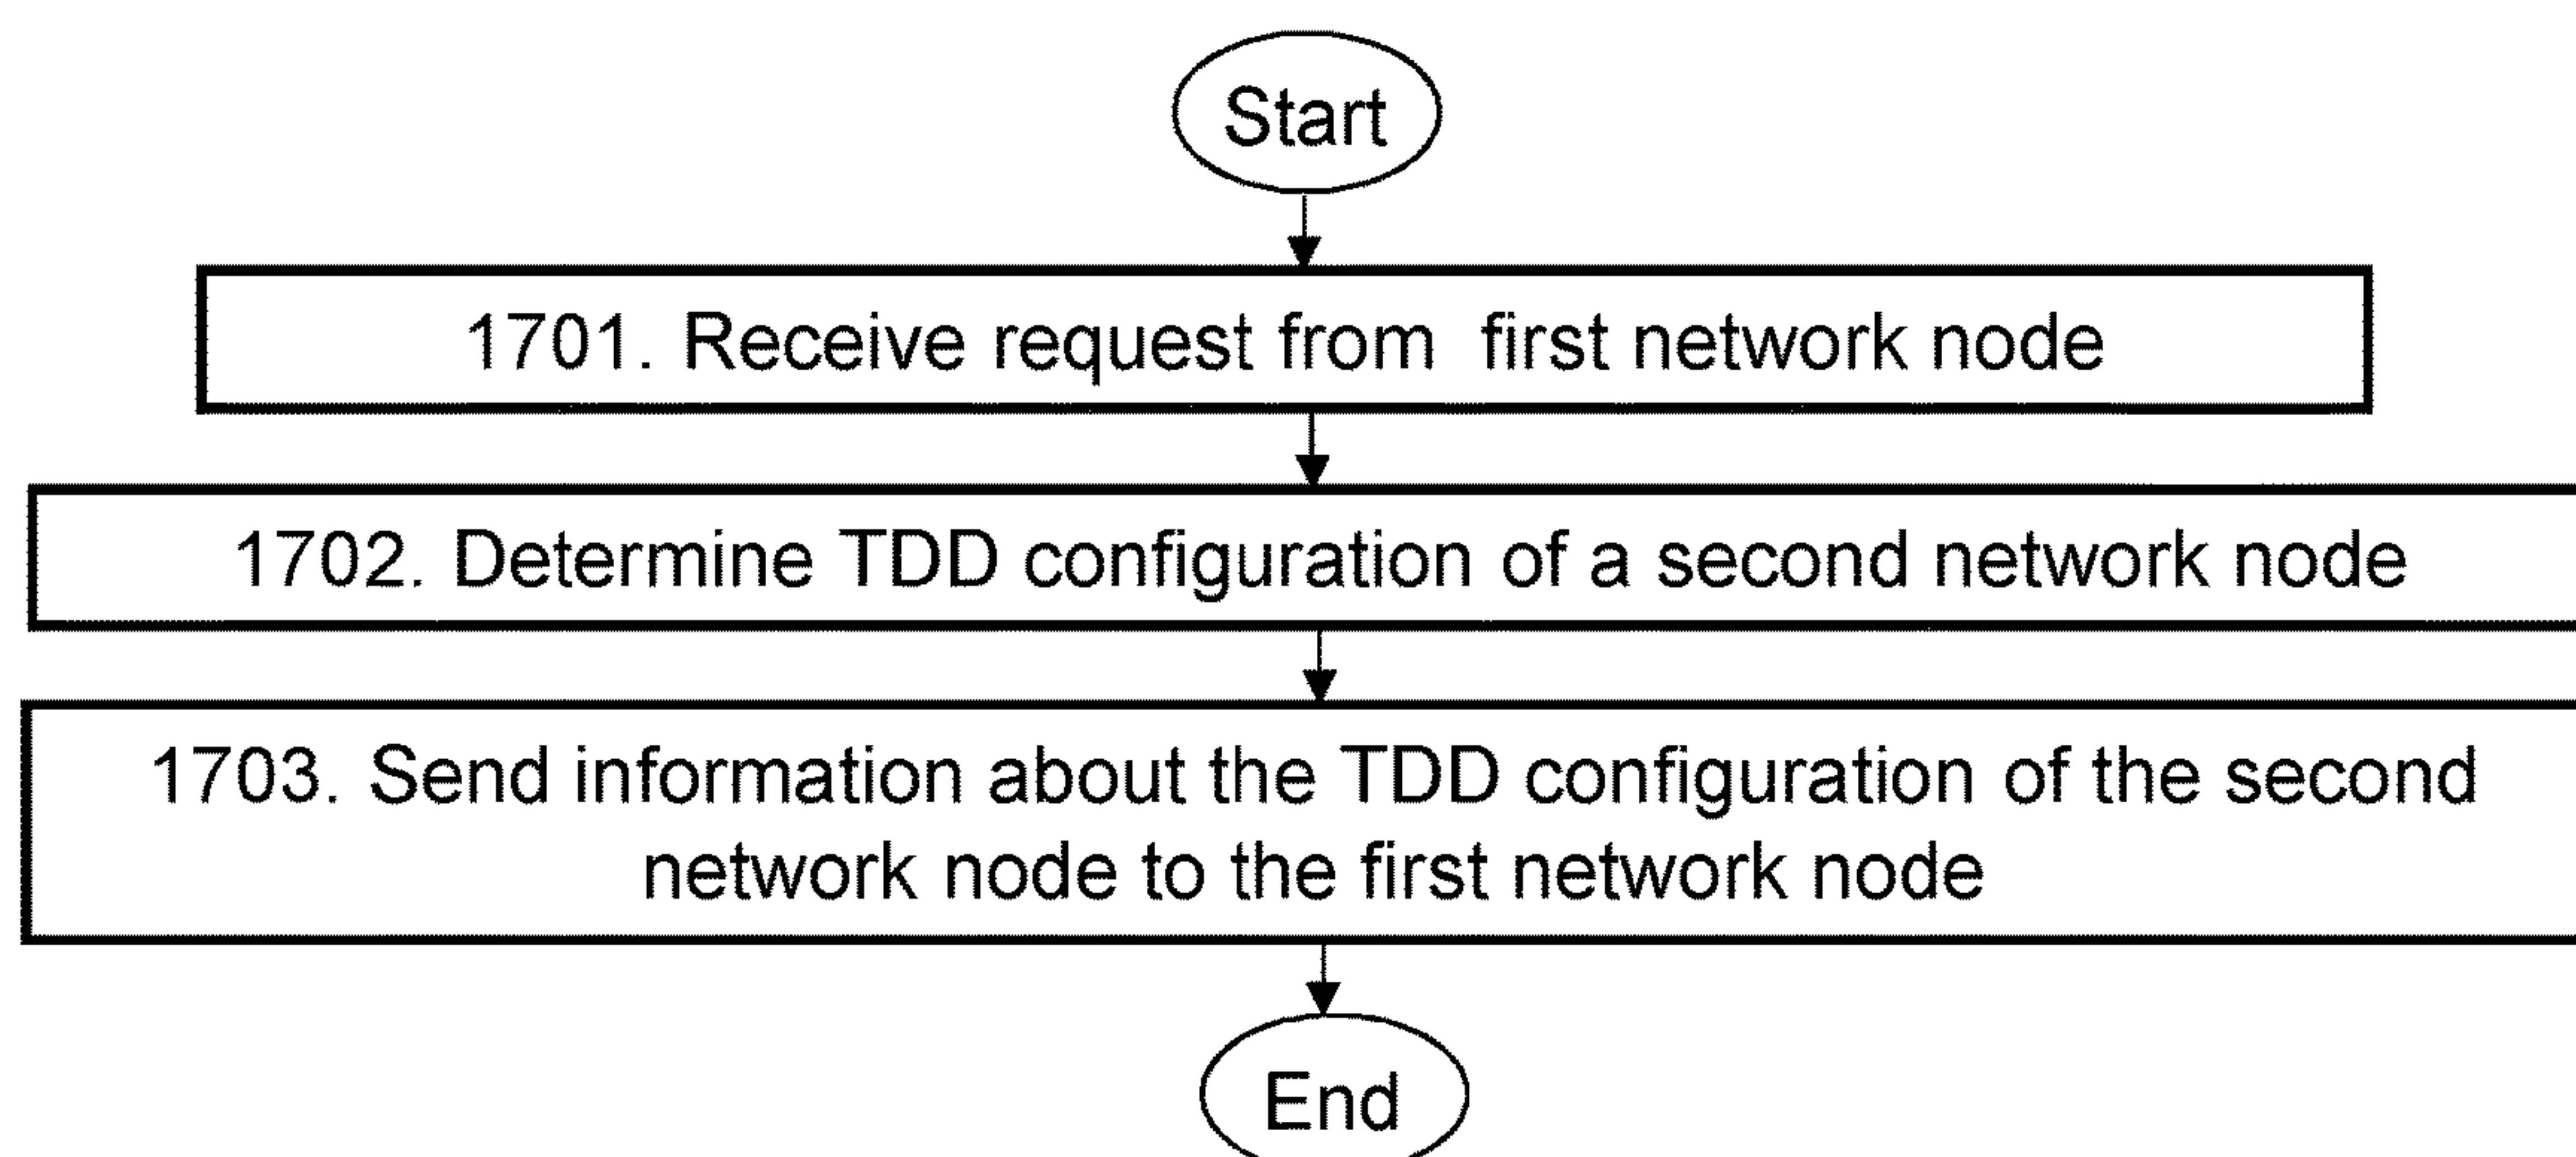 Start
1701. Receive request from first network node
1702. Determine TDD configuration of a second network node
1703. Send information about the TDD configuration of the second
network node to the first network node
End